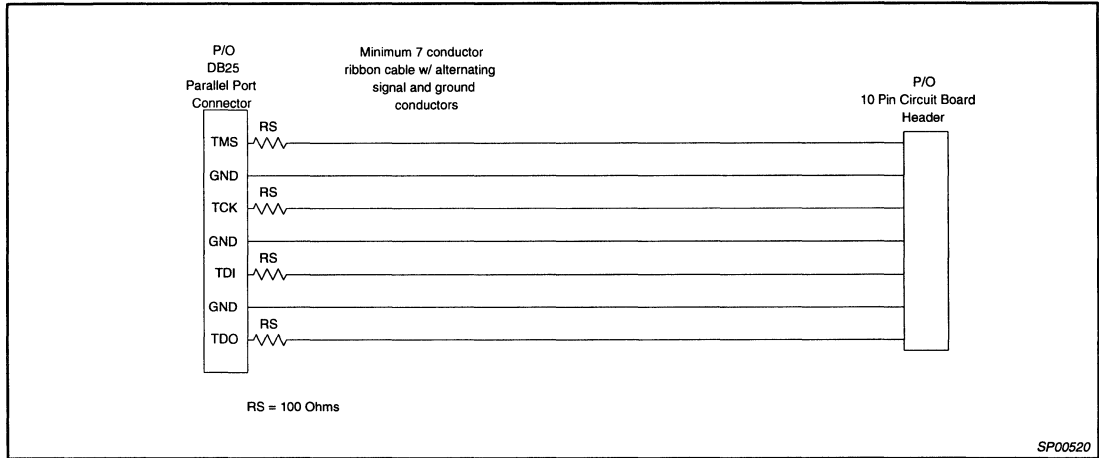 P/O
DB25
Parallel Port
Connector
Minimum 7 conductor
ribbon cable w/ alternating
signal and ground
conductors
P/O
10 Pin Circuit Board
Header
RS
TMS
GND
RS
TCK
GND
RS
TDI
GND
RS
TDO
RS = 100 Ohms
SP00520